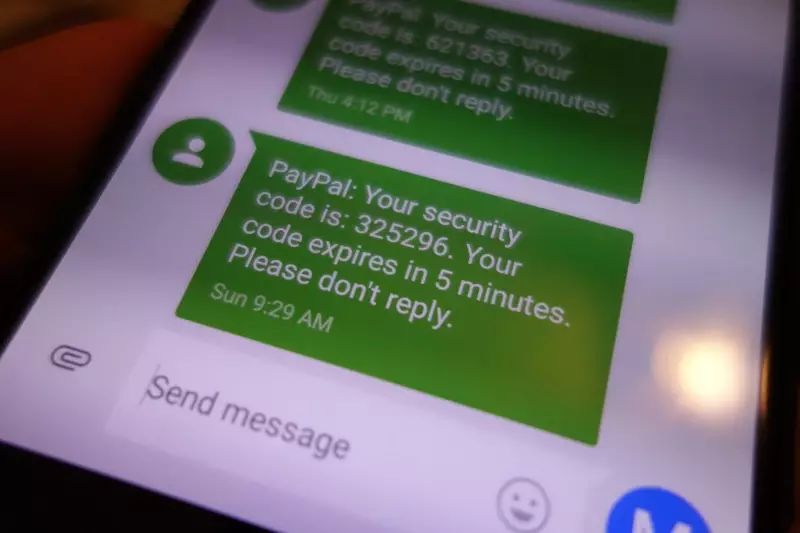 PayPal: Your security
code is: 621363. Your
code expires in 5 minutes.
Please don't reply.
Thu 4:12 PM
PayPal: Your security
code is: 325296. Your
code expires in 5 minutes.
Please don't reply.
Sun 9:29 AM
Send message
M